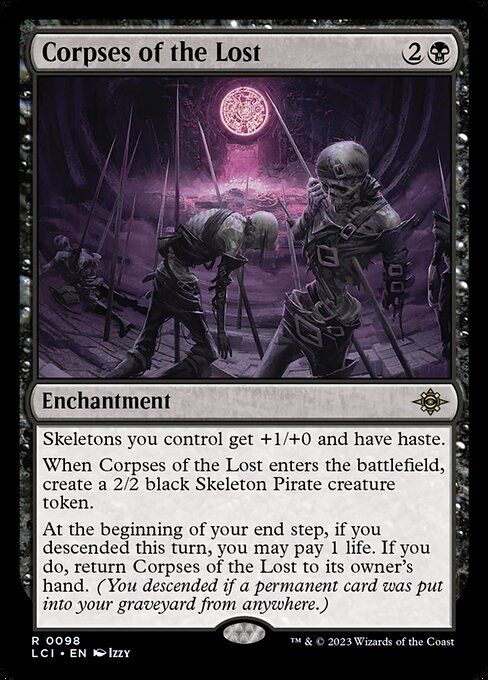 Corpses of the Lost 2
Enchantment
Skeletons you control get +1/+0 and have haste.
When Corpses of the Lost enters the battlefield,
create a 2/2 black Skeleton Pirate creature
token.
At the beginning of your end step, if you
descended this turn, you may pay 1 life. If you
do, return Corpses of the Lost to its owner's
hand. (You descended if a permanent card was put
into your graveyard from anywhere.)
R 0098
LCI • EN Izzy
™ & © 2023 Wizards of the Coast